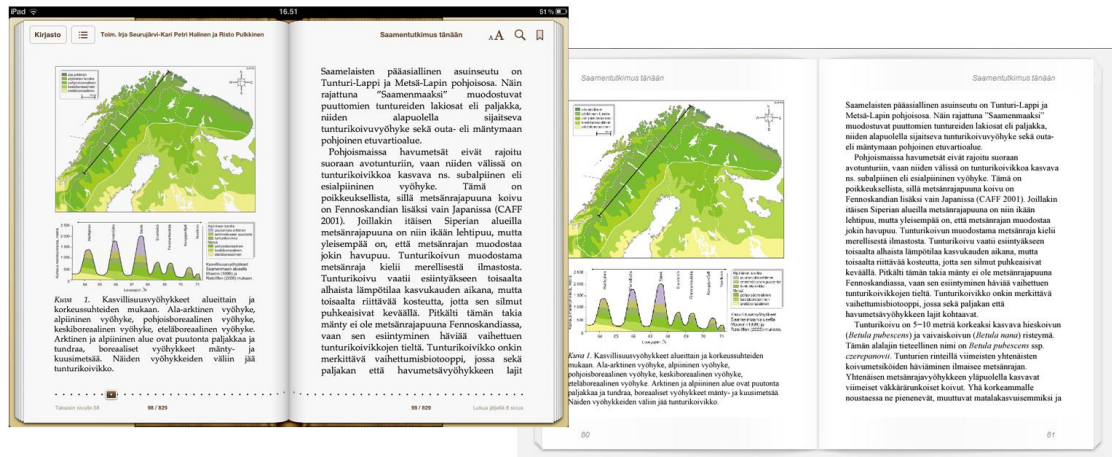 iPad
16.51
51 %
Kirjasto
Toim. Irja Seurujärvi-Kari Petri Halinen ja Risto Pulkkinen
Saamentutkimus tänään
AA
Kuva 1. Kasvillisuusvyöhykkeet alueittain ja
korkeussuhteiden mukaan. Ala-arktinen vyöhyke,
alpiininen vyöhyke, pohjoisboreaalinen vyöhyke,
keskiboreaalinen vyöhyke, eteläboreaalinen vyöhyke.
Arktinen ja alpiininen alue ovat puutonta paljakkaa ja
tundraa, boreaaliset vyöhykkeet mänty- ja
kuusimetsää. Näiden vyöhykkeiden väliin jää
tunturikoivikko.
Takaisin sivulle 58
98 / 829
Saamelaisten pääasiallinen asuinseutu on
Tunturi-Lappi ja Metsä-Lapin pohjoisosa. Näin
rajattuna "Saamenmaaksi" muodostuvat
puuttomien tuntureiden lakiosat eli paljakka,
niiden alapuolella sijaitseva
tunturikoivuvyöhyke sekä outa- eli mäntymaan
pohjoinen etuvartioalue.
Pohjoismaissa havumetsät eivät rajoitu
suoraan avotunturiin, vaan niiden välissä on
tunturikoivikkoa kasvava ns. subalpiinen eli
esialpiininen vyöhyke. Tämä on
poikkeuksellista, sillä metsänrajapuuna koivu
on Fennoskandian lisäksi vain Japanissa (CAFF
2001). Joillakin itäisen Siperian alueilla
metsänrajapuuna on niin ikään lehtipuu, mutta
yleisempää on, että metsänrajan muodostaa
jokin havupuu. Tunturikoivun muodostama
metsänraja kielii merellisestä ilmastosta.
Tunturikoivu vaatii esiintyäkseen toisaalta
alhaista lämpötilaa kasvukauden aikana, mutta
toisaalta riittävää kosteutta, jotta sen silmut
puhkeaisivat keväällä. Pitkälti tämän takia
mänty ei ole metsänrajapuuna Fennoskandiassa,
vaan sen esiintyminen häviää vaihettuen
tunturikoivikkojen tieltä. Tunturikoivikko onkin
merkittävä vaihettumisbiotooppi, jossa sekä
paljakan että havumetsävyöhykkeen lajit
99 / 829
Lukua jäljellä 8 sivua
Saamentutkimus tänään
Kuva 1. Kasvillisuusvyöhykkeet alueittain ja korkeussuhteiden
mukaan. Ala-arktinen vyöhyke, alpiininen vyöhyke,
pohjoisboreaalinen vyöhyke, keskiboreaalinen vyöhyke,
eteläboreaalinen vyöhyke. Arktinen ja alpiininen alue ovat puutonta
paljakkaa ja tundraa, boreaaliset vyöhykkeet mänty- ja kuusimetsää.
Näiden vyöhykkeiden väliin jää tunturikoivikko.
60
Saamentutkimus tänään
Saamelaisten pääasiallinen asuinseutu on Tunturi-Lappi ja
Metsä-Lapin pohjoisosa. Näin rajattuna "Saamenmaaksi"
muodostuvat puuttomien tuntureiden lakiosat eli paljakka,
niiden alapuolella sijaitseva tunturikoivuvyöhyke sekä outa-
eli mäntymaan pohjoinen etuvartioalue.
Pohjoismaissa havumetsät eivät rajoitu suoraan
avotunturiin, vaan niiden välissä on tunturikoivikkoa kasvava
ns. subalpiinen eli esialpiininen vyöhyke. Tämä on
poikkeuksellista, sillä metsänrajapuuna koivu on
Fennoskandian lisäksi vain Japanissa (CAFF 2001). Joillakin
itäisen Siperian alueilla metsänrajapuuna on niin ikään
lehtipuu, mutta yleisempää on, että metsänrajan muodostaa
jokin havupuu. Tunturikoivun muodostama metsänraja kielii
merellisestä ilmastosta. Tunturikoivu vaatii esiintyäkseen
toisaalta alhaista lämpötilaa kasvukauden aikana, mutta
toisaalta riittävää kosteutta, jotta sen silmut puhkeaisivat
keväällä. Pitkälti tämän takia mänty ei ole metsänrajapuuna
Fennoskandiassa, vaan sen esiintyminen häviää vaihettuen
tunturikoivikkojen tieltä. Tunturikoivikko onkin merkittävä
vaihettumisbiotooppi, jossa sekä paljakan että
havumetsävyöhykkeen lajit kohtaavat.
Tunturikoivu on 5–10 metriä korkeaksi kasvava hieskoivun
(Betula pubescens) ja vaivaiskoivun (Betula nana) risteymä.
Tämän alalajin tieteellinen nimi on Betula pubescens ssp.
czerepanovii. Tunturien rinteillä viimeisten yhtenäisten
koivumetsiköiden häviäminen ilmaisee metsänrajan.
Yhtenäisen metsänrajavyöhykkeen yläpuolella kasvavat
viimeiset väkkärärunkoiset koivut. Yhä korkeammalle
noustaessa ne pienenevät, muuttuvat matalakasvuisemmiksi ja
61